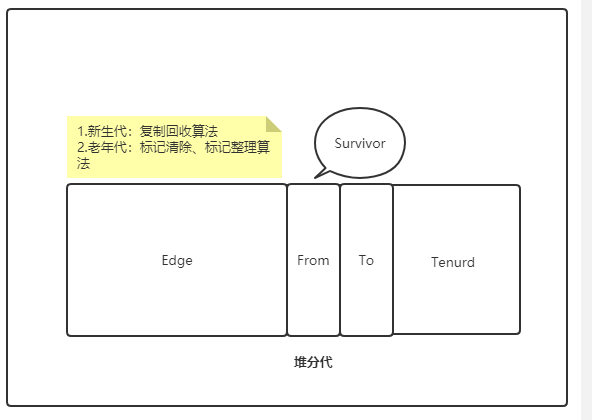 1.新生代：复制回收算法
2.老年代：标记清除、标记整理算
法
Survivor
Edge
From
To
Tenurd
堆分代